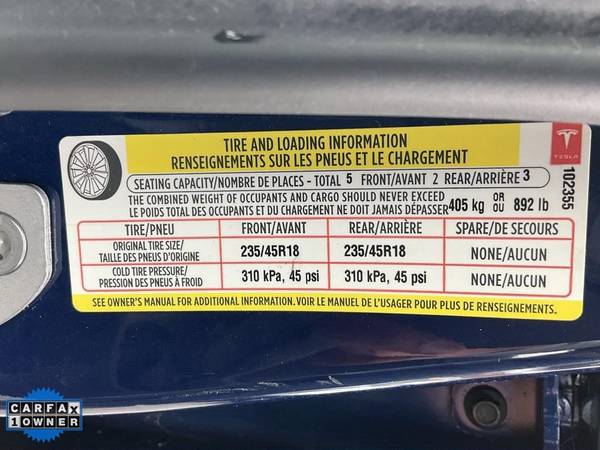 TIRE AND LOADING INFORMATION
RENSEIGNEMENTS SUR LES PNEUS ET LE CHARGEMENT
TESLA
SEATING CAPACITY/NOMBRE DE PLACES - TOTAL 5 FRONT/AVANT 2 REAR/ARRIÈRE 3
THE COMBINED WEIGHT OF OCCUPANTS AND CARGO SHOULD NEVER EXCEED
LE POIDS TOTAL DES OCCUPANTS ET DU CHARGEMENT NE DOIT JAMAIS DÉPASSER 405 kg OR OU 892 lb
1D2355
TIRE/PNEU FRONT/AVANT REAR/ARRIÈRE SPARE/DE SECOURS
ORIGINAL TIRE SIZE/
TAILLE DES PNEUS D'ORIGINE 235/45R18 235/45R18 NONE/AUCUN
COLD TIRE PRESSURE/
PRESSION DES PNEUS À FROID 310 kPa, 45 psi 310 kPa, 45 psi NONE/AUCUN
SEE OWNER'S MANUAL FOR ADDITIONAL INFORMATION. VOIR LE MANUEL DE L'USAGER POUR PLUS DE RENSEIGNEMENTS.
CARFAX
1 OWNER